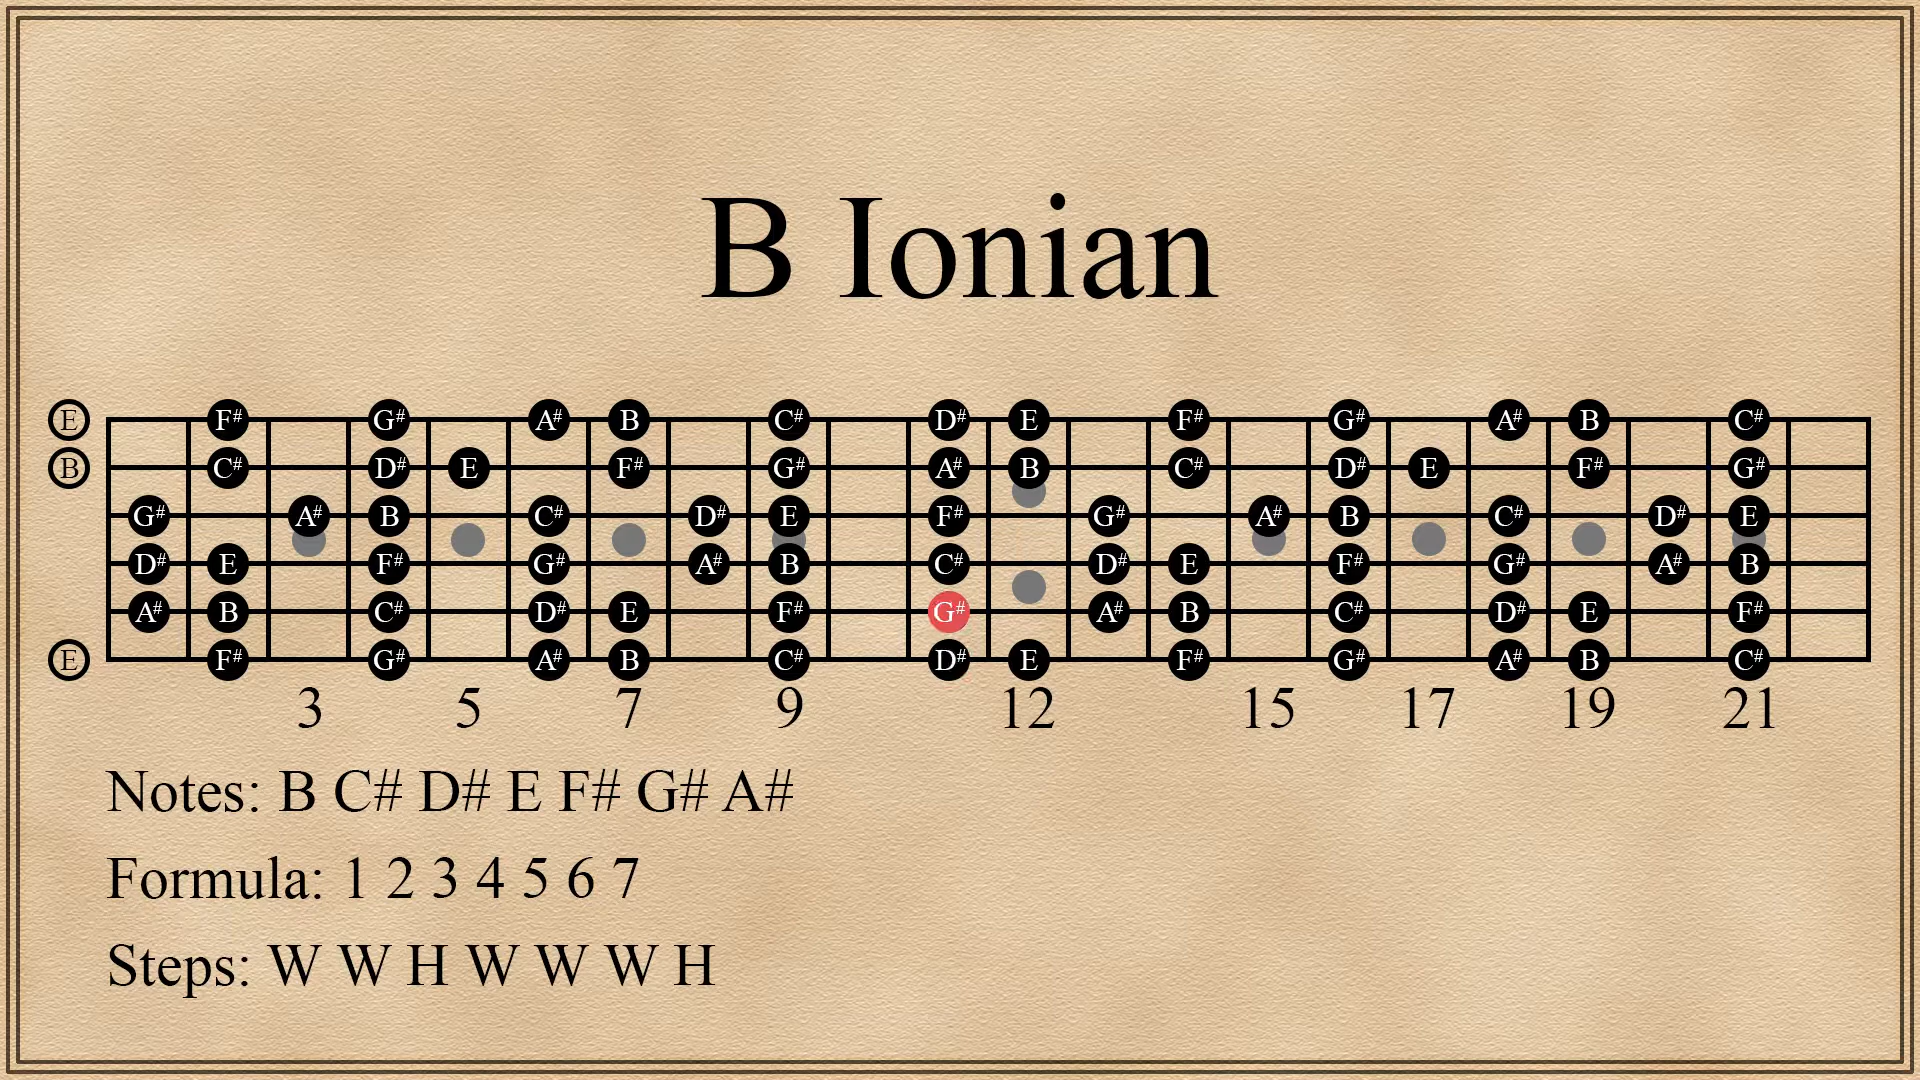 B Ionian
E F# G# A# B C# D# E F# G# A# B C#
B C# D# E F# G# A# B C# D# E F# G#
G# A# B C# D# E F# G# A# B C# D# E
D# E F# G# A# B C# D# E F# G# A# B
A# B C# D# E F# G# A# B C# D# E F#
E F# G# A# B C# D# E F# G# A# B C#
3 5 7 9 12 15 17 19 21
Notes: B C# D# E F# G# A#
Formula: 1 2 3 4 5 6 7
Steps: W W H W W W H